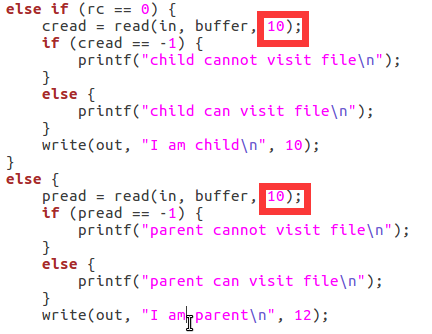 else if (rc == 0) {
    cread = read(in, buffer, 10);
    if (cread == -1) {
        printf("child cannot visit file\n");
    }
    else {
        printf("child can visit file\n");
    }
    write(out, "I am child\n", 10);
}
else {
    pread = read(in, buffer, 10);
    if (pread == -1) {
        printf("parent cannot visit file\n");
    }
    else {
        printf("parent can visit file\n");
    }
    write(out, "I am parent\n", 12);